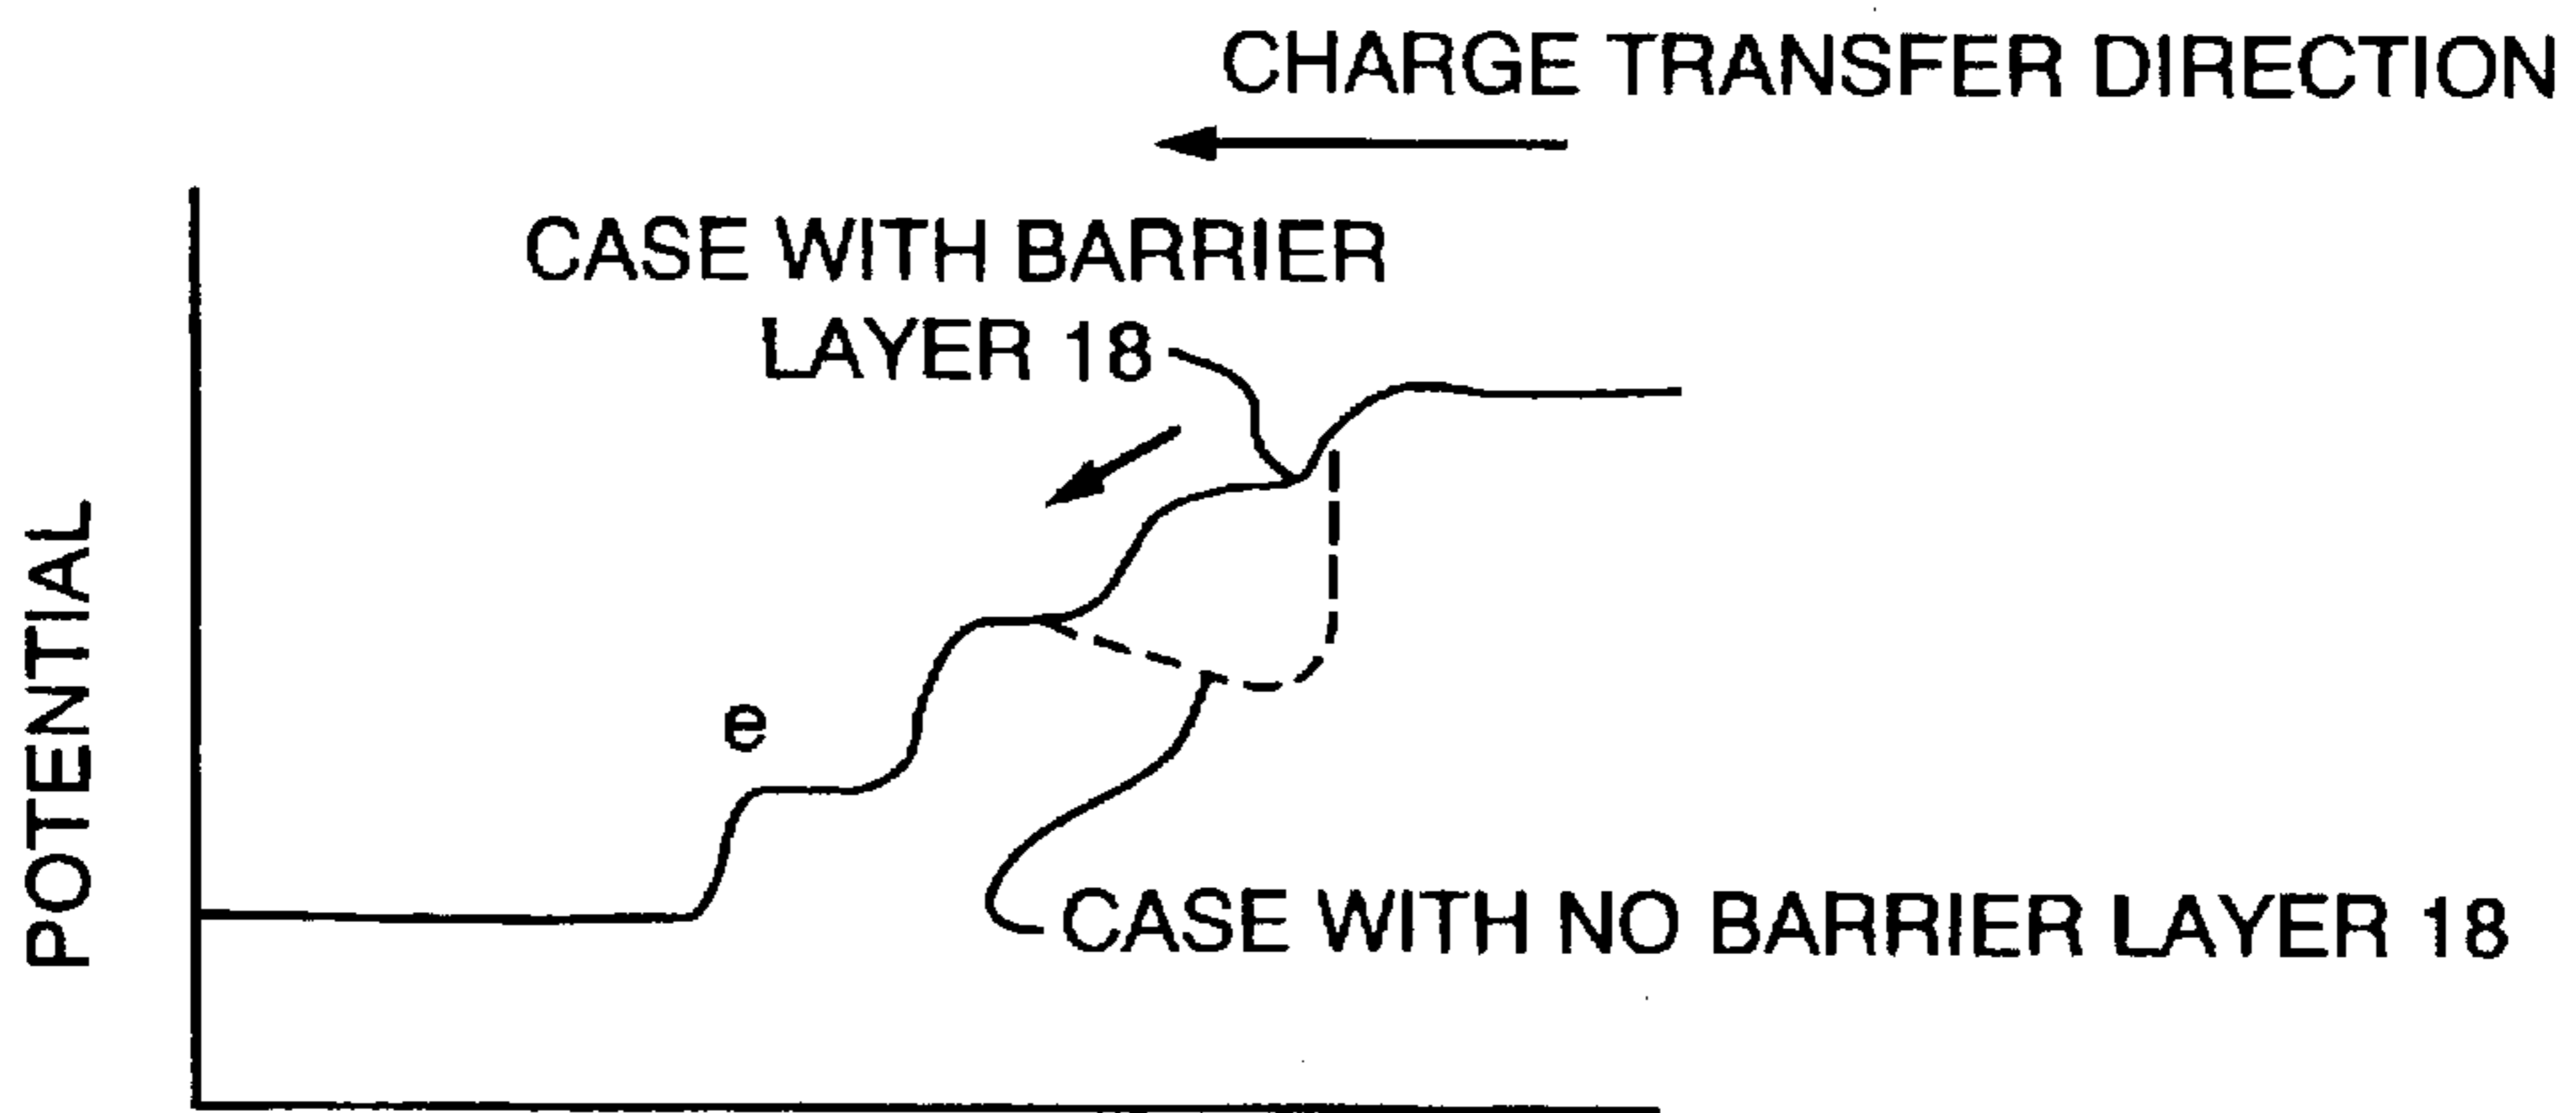 CHARGE TRANSFER DIRECTION
CASE WITH BARRIER
LAYER 18
POTENTIAL
e
CASE WITH NO BARRIER LAYER 18